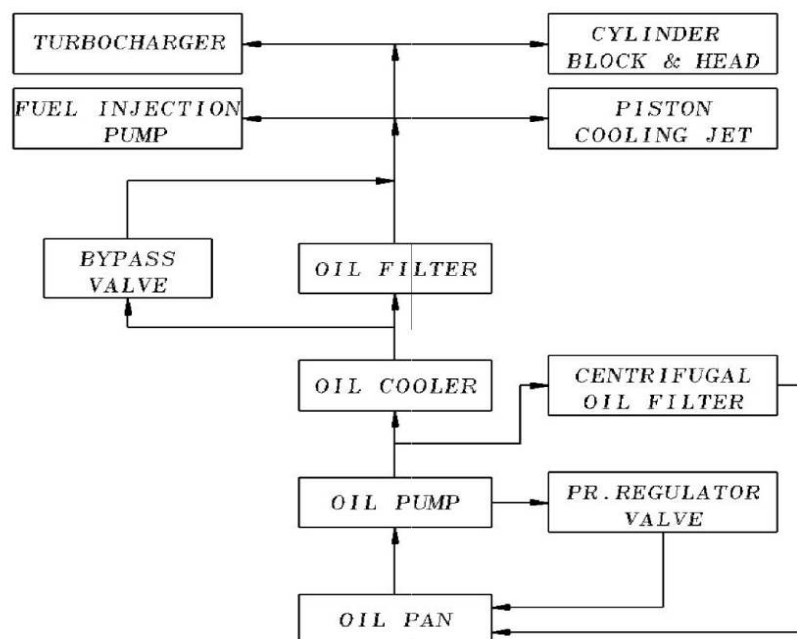 TURBOCHARGER
CYLINDER
BLOCK & HEAD
FUEL INJECTION
PUMP
PISTON
COOLING JET
BYPASS
VALVE
OIL FILTER
OIL COOLER
CENTRIFUGAL
OIL FILTER
OIL PUMP
PR.REGULATOR
VALVE
OIL PAN